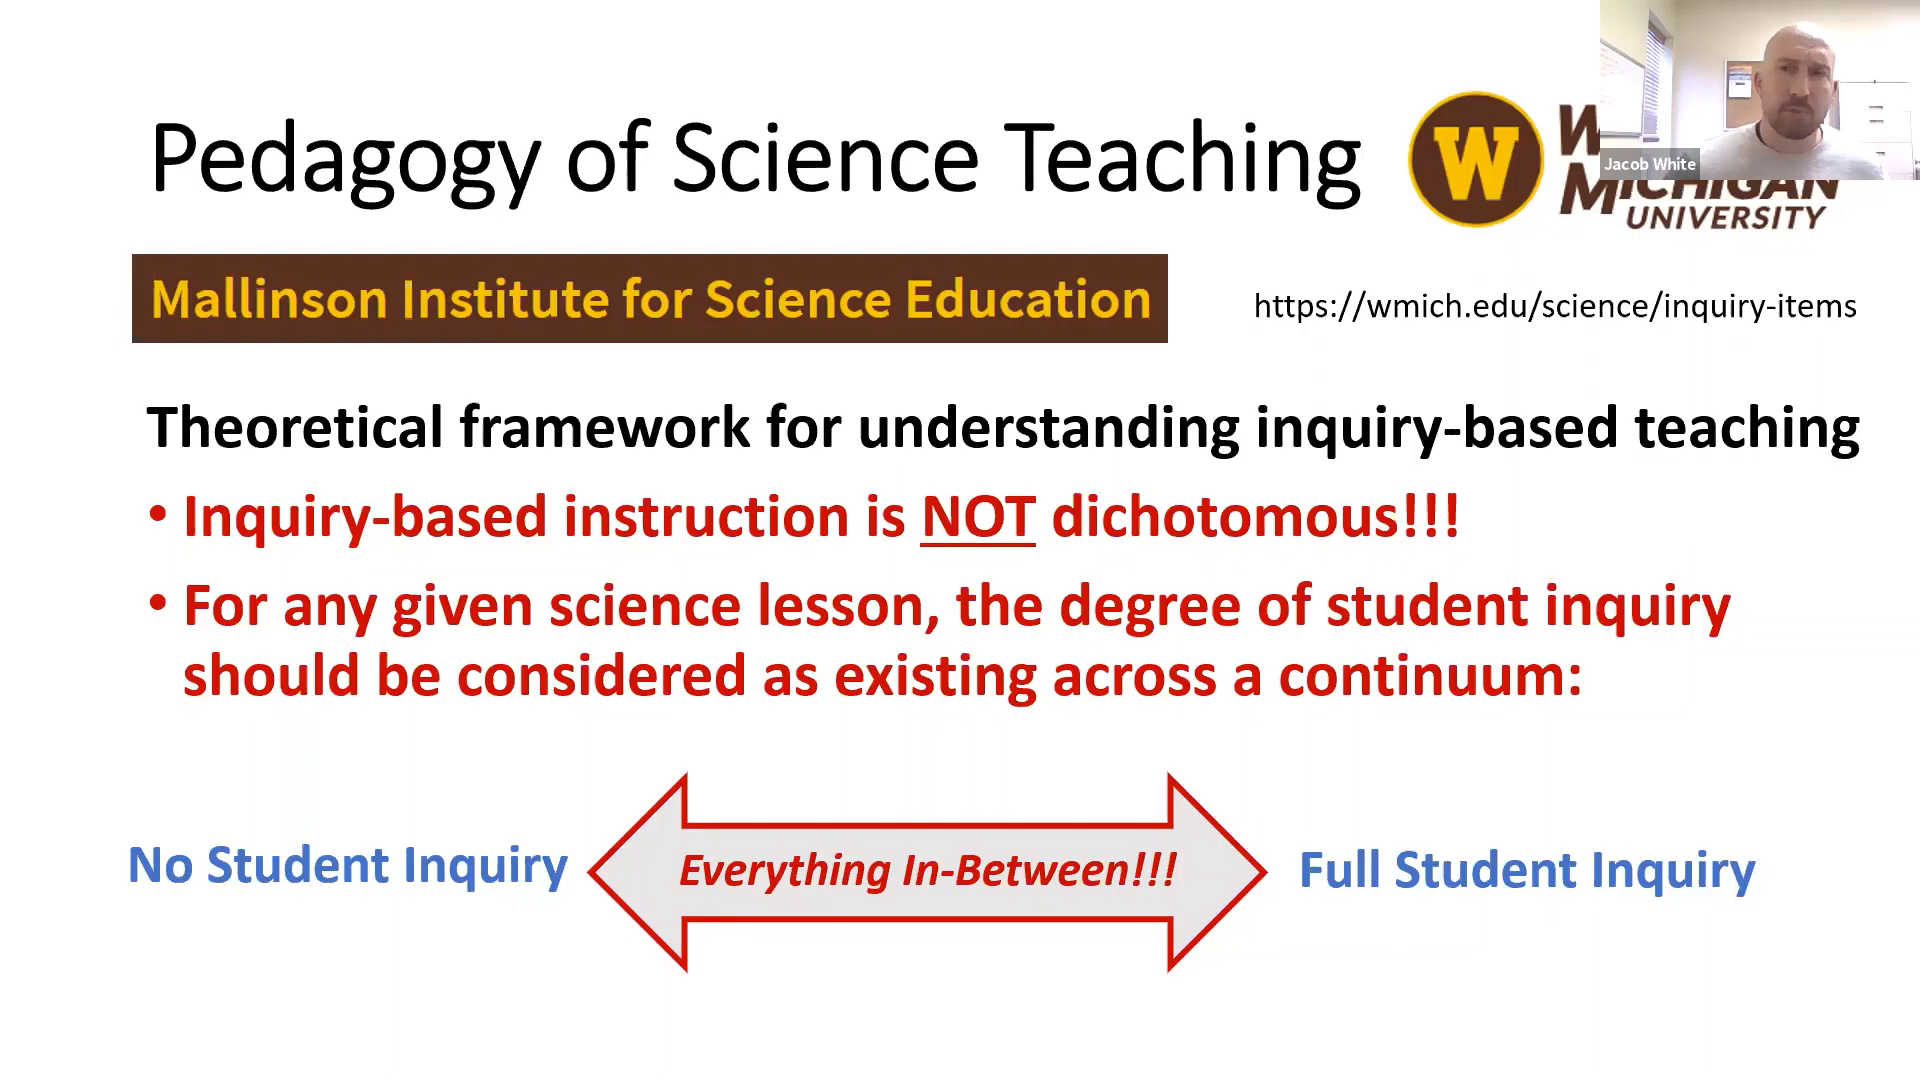 Jacob White
Pedagogy of Science Teaching
W
W
MICHIGAN
UNIVERSITY
Mallinson Institute for Science Education
https://wmich.edu/science/inquiry-items
Theoretical framework for understanding inquiry-based teaching
• Inquiry-based instruction is NOT dichotomous!!!
• For any given science lesson, the degree of student inquiry
should be considered as existing across a continuum:
No Student Inquiry
Everything In-Between!!!
Full Student Inquiry